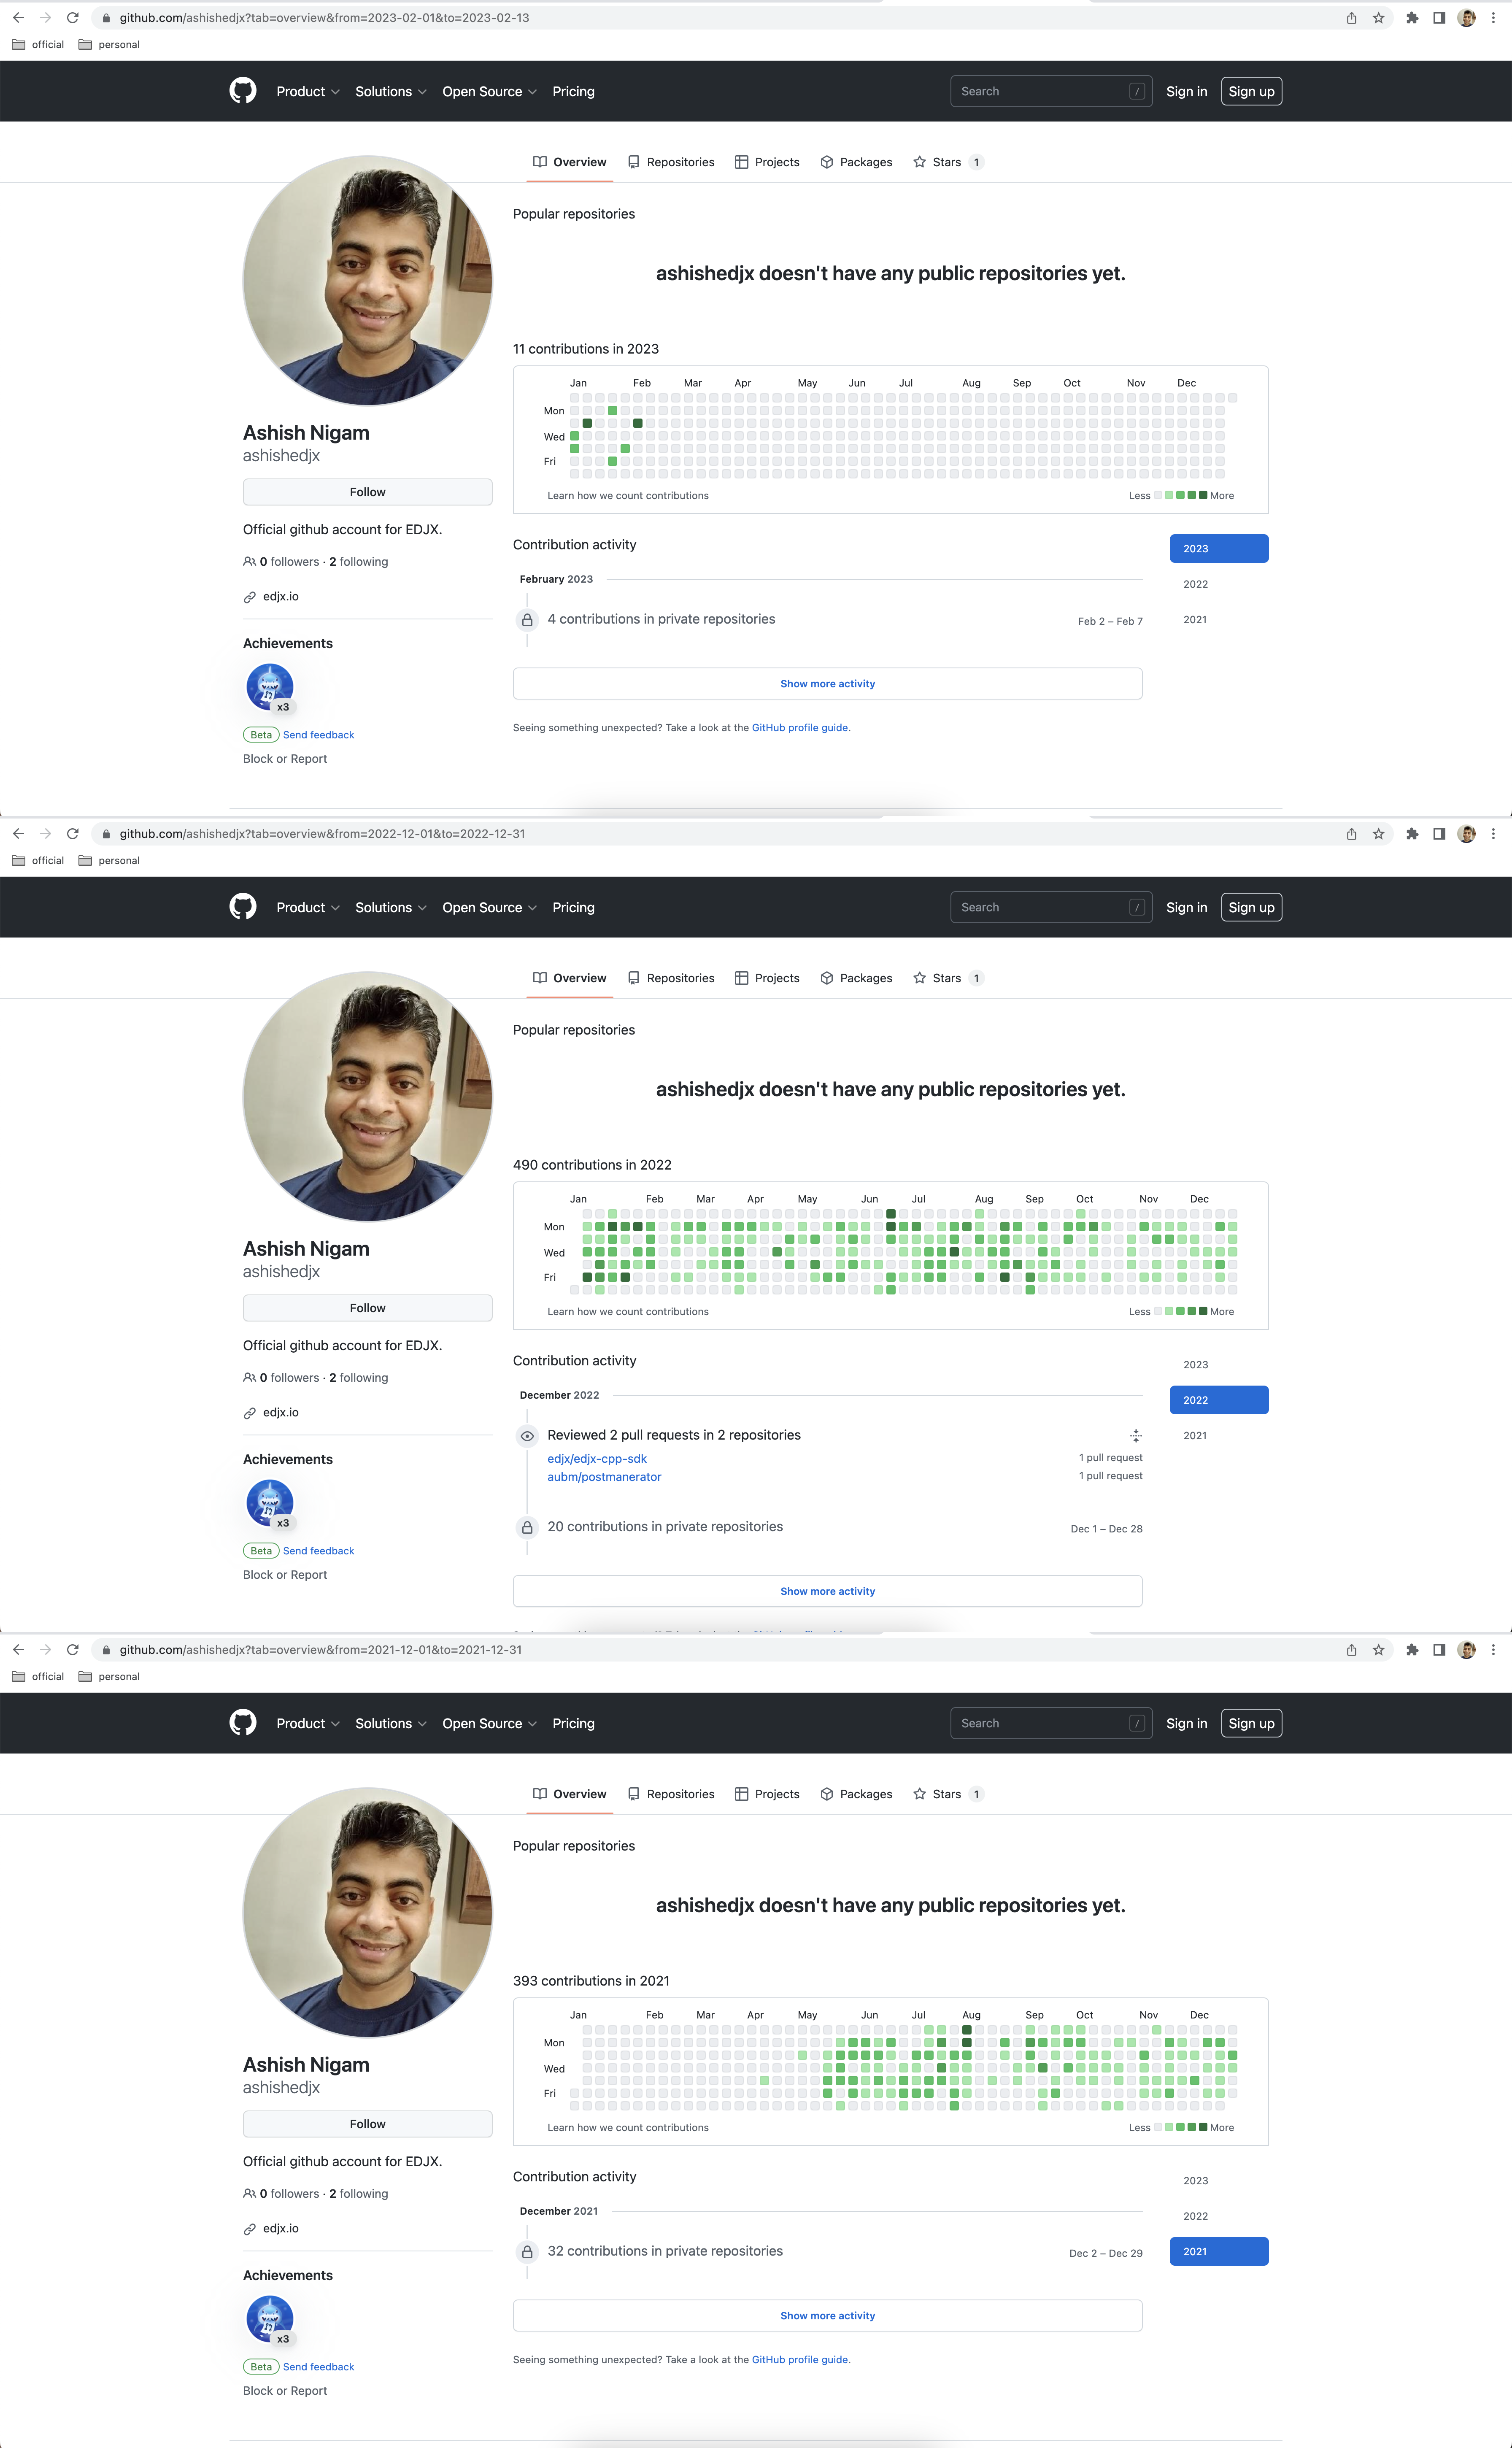 github.com/ashishedjx?tab=overview&from=2023-02-01&to=2023-02-13
official personal
Product Solutions Open Source Pricing Search / Sign in Sign up
Overview Repositories Projects Packages Stars 1
Popular repositories
ashishedjx doesn't have any public repositories yet.
11 contributions in 2023
Jan Feb Mar Apr May Jun Jul Aug Sep Oct Nov Dec
Mon
Wed
Fri
Learn how we count contributions Less More
Ashish Nigam
ashishedjx
Follow
Official github account for EDJX.
0 followers · 2 following
edjx.io
Achievements
x3
Beta Send feedback
Block or Report
Contribution activity
2023
2022
2021
February 2023
4 contributions in private repositories Feb 2 – Feb 7
Show more activity
Seeing something unexpected? Take a look at the GitHub profile guide.
github.com/ashishedjx?tab=overview&from=2022-12-01&to=2022-12-31
official personal
Product Solutions Open Source Pricing Search / Sign in Sign up
Overview Repositories Projects Packages Stars 1
Popular repositories
ashishedjx doesn't have any public repositories yet.
490 contributions in 2022
Jan Feb Mar Apr May Jun Jul Aug Sep Oct Nov Dec
Mon
Wed
Fri
Learn how we count contributions Less More
Ashish Nigam
ashishedjx
Follow
Official github account for EDJX.
0 followers · 2 following
edjx.io
Achievements
x3
Beta Send feedback
Block or Report
Contribution activity
2023
2022
2021
December 2022
Reviewed 2 pull requests in 2 repositories
edjx/edjx-cpp-sdk 1 pull request
aubm/postmanerator 1 pull request
20 contributions in private repositories Dec 1 – Dec 28
Show more activity
github.com/ashishedjx?tab=overview&from=2021-12-01&to=2021-12-31
official personal
Product Solutions Open Source Pricing Search / Sign in Sign up
Overview Repositories Projects Packages Stars 1
Popular repositories
ashishedjx doesn't have any public repositories yet.
393 contributions in 2021
Jan Feb Mar Apr May Jun Jul Aug Sep Oct Nov Dec
Mon
Wed
Fri
Learn how we count contributions Less More
Ashish Nigam
ashishedjx
Follow
Official github account for EDJX.
0 followers · 2 following
edjx.io
Achievements
x3
Beta Send feedback
Block or Report
Contribution activity
2023
2022
2021
December 2021
32 contributions in private repositories Dec 2 – Dec 29
Show more activity
Seeing something unexpected? Take a look at the GitHub profile guide.